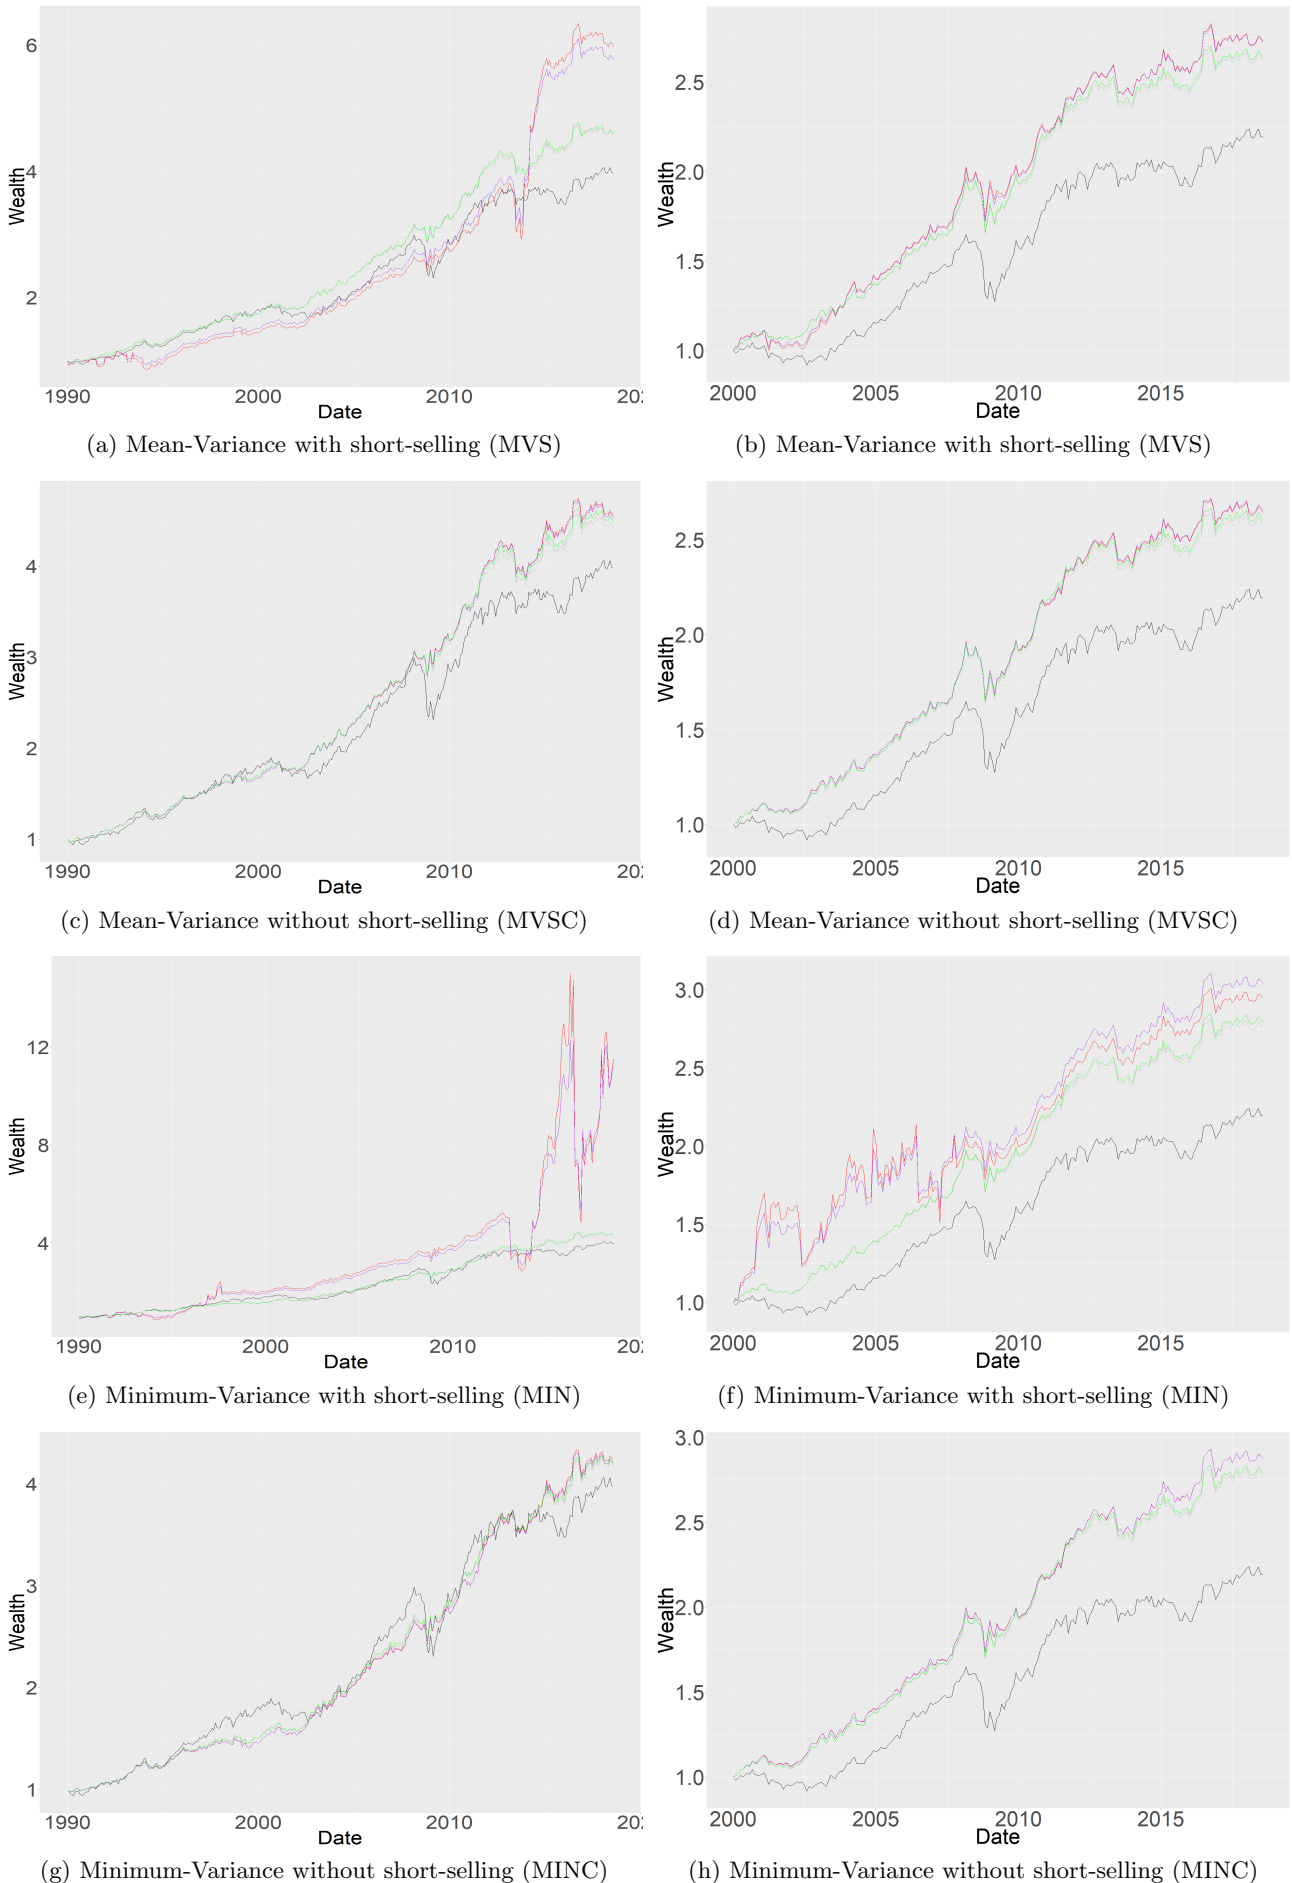 6
4
2
Wealth
1990 2000 2010 202
Date
(a) Mean-Variance with short-selling (MVS)
2.5
2.0
1.5
1.0
Wealth
2000 2005 2010 2015
Date
(b) Mean-Variance with short-selling (MVS)
4
3
2
1
Wealth
1990 2000 2010 202
Date
(c) Mean-Variance without short-selling (MVSC)
2.5
2.0
1.5
1.0
Wealth
2000 2005 2010 2015
Date
(d) Mean-Variance without short-selling (MVSC)
12
8
4
Wealth
1990 2000 2010 202
Date
(e) Minimum-Variance with short-selling (MIN)
3.0
2.5
2.0
1.5
1.0
Wealth
2000 2005 2010 2015
Date
(f) Minimum-Variance with short-selling (MIN)
4
3
2
1
Wealth
1990 2000 2010 202
Date
(g) Minimum-Variance without short-selling (MINC)
3.0
2.5
2.0
1.5
1.0
Wealth
2000 2005 2010 2015
Date
(h) Minimum-Variance without short-selling (MINC)